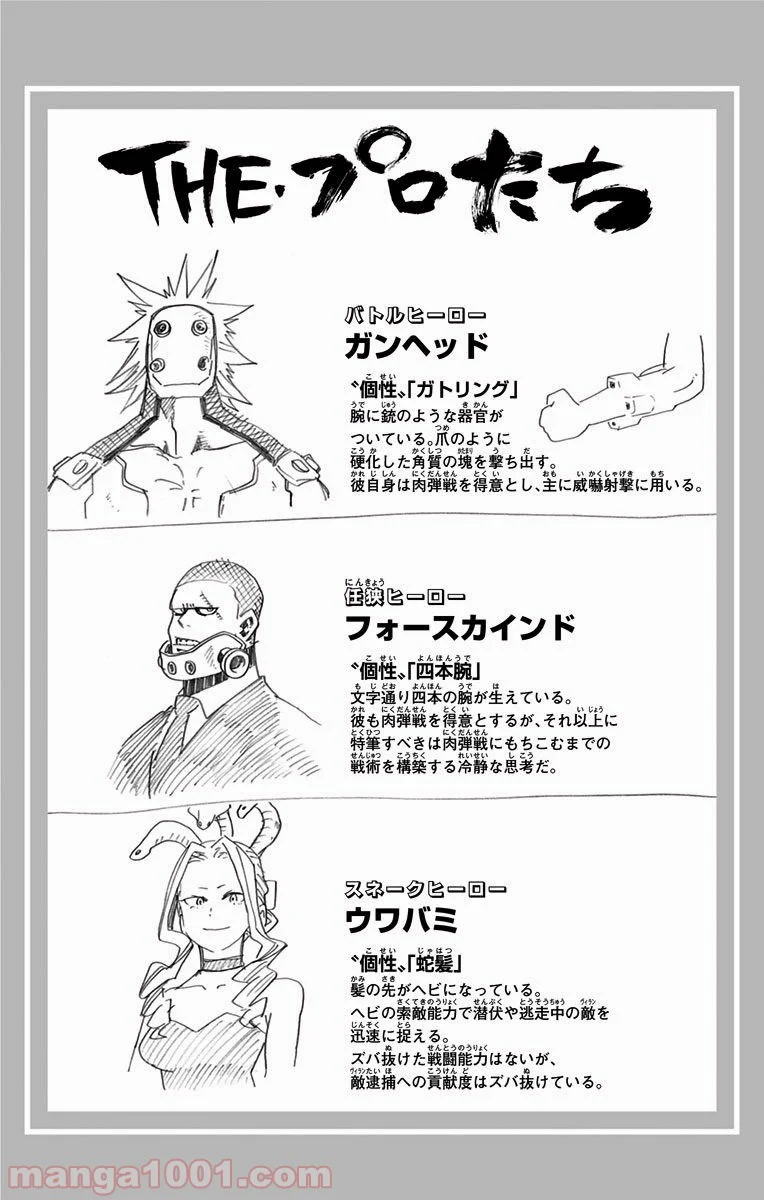 THE・プロたち
バトルヒーロー
ガンヘッド
〝個性〟「ガトリング」
腕に銃のような器官が
ついている。爪のように
硬化した角質の塊を撃ち出す。
彼自身は肉弾戦を得意とし、主に威嚇射撃に用いる。
任侠ヒーロー
フォースカインド
〝個性〟「四本腕」
文字通り四本の腕が生えている。
彼も肉弾戦を得意とするが、それ以上に
特筆すべきは肉弾戦にもちこむまでの
戦術を構築する冷静な思考だ。
スネークヒーロー
ウワバミ
〝個性〟「蛇髪」
髪の先がヘビになっている。
ヘビの索敵能力で潜伏や逃走中の敵を
迅速に捉える。
ズバ抜けた戦闘能力はないが、
敵逮捕への貢献度はズバ抜けている。
manga1001.com